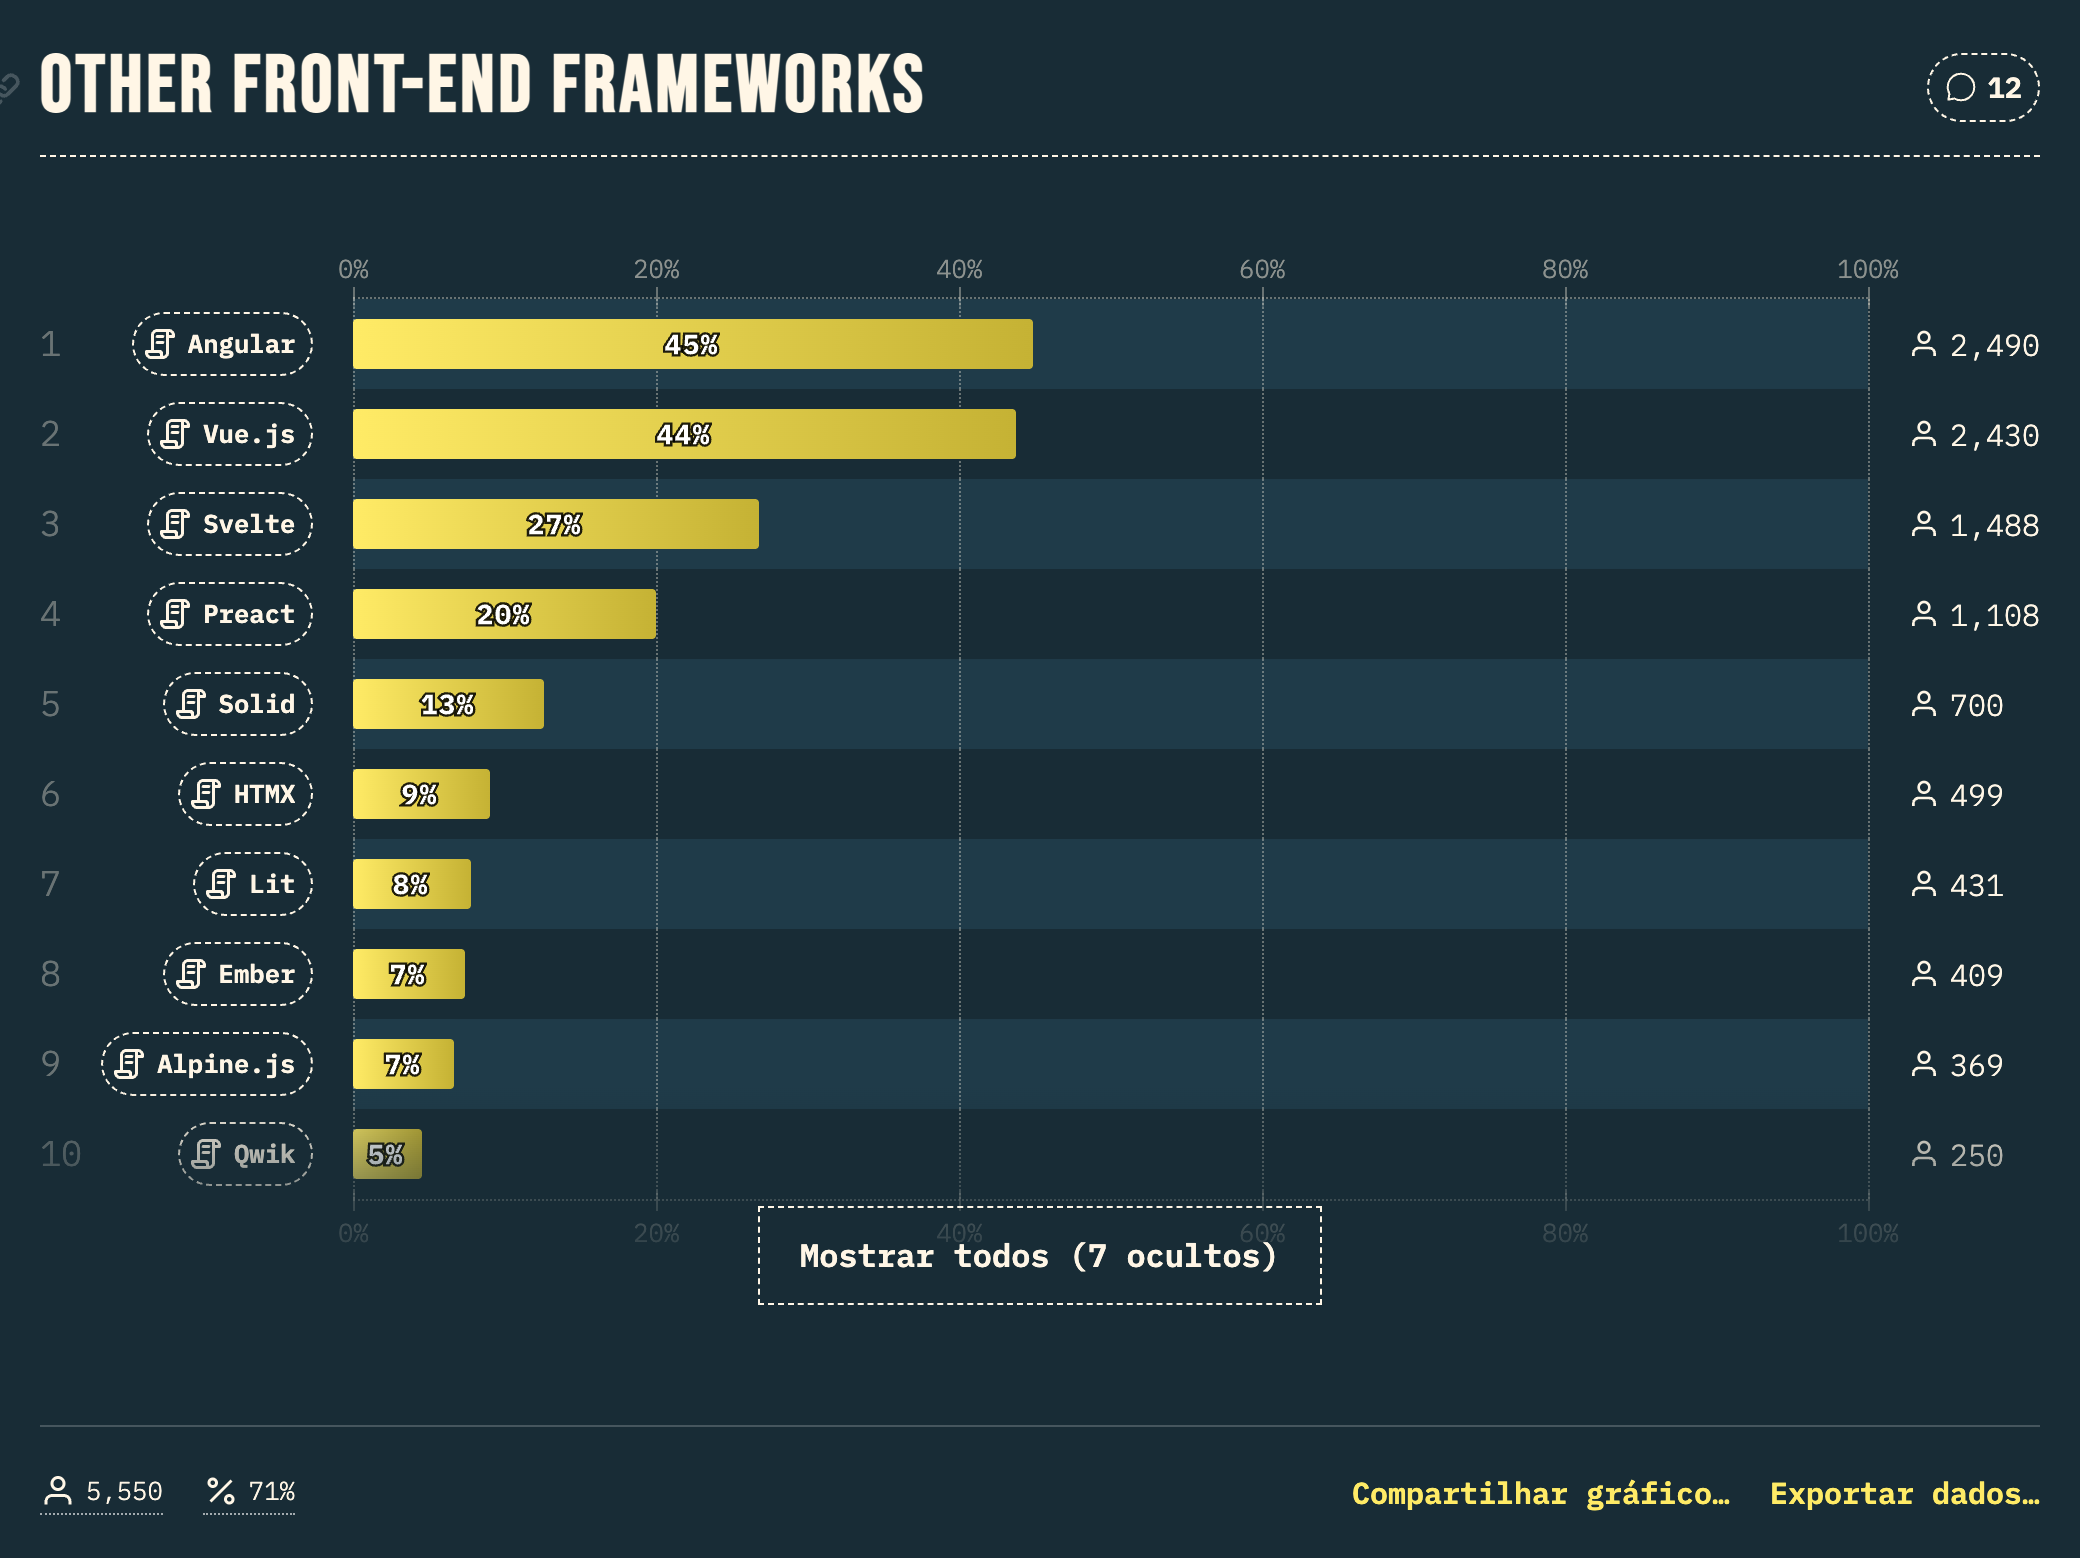 OTHER FRONT-END FRAMEWORKS
12
0% 20% 40% 60% 80% 100%
1 Angular 45% 2,490
2 Vue.js 44% 2,430
3 Svelte 27% 1,488
4 Preact 20% 1,108
5 Solid 13% 700
6 HTMX 9% 499
7 Lit 8% 431
8 Ember 7% 409
9 Alpine.js 7% 369
10 Qwik 5% 250
0% 20% 40% 60% 80% 100%
Mostrar todos (7 ocultos)
5,550 71% Compartilhar gráfico… Exportar dados…